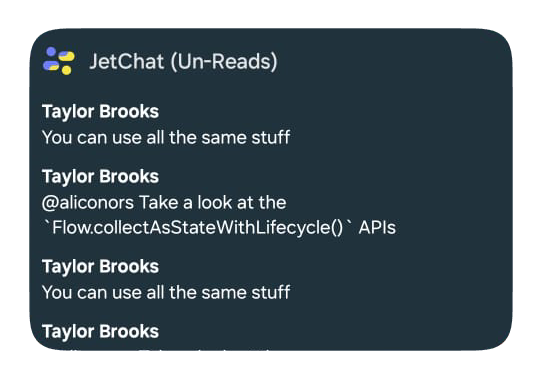 JetChat (Un-Reads)
Taylor Brooks
You can use all the same stuff
Taylor Brooks
@aliconors Take a look at the
`Flow.collectAsStateWithLifecycle()` APIs
Taylor Brooks
You can use all the same stuff
Taylor Brooks